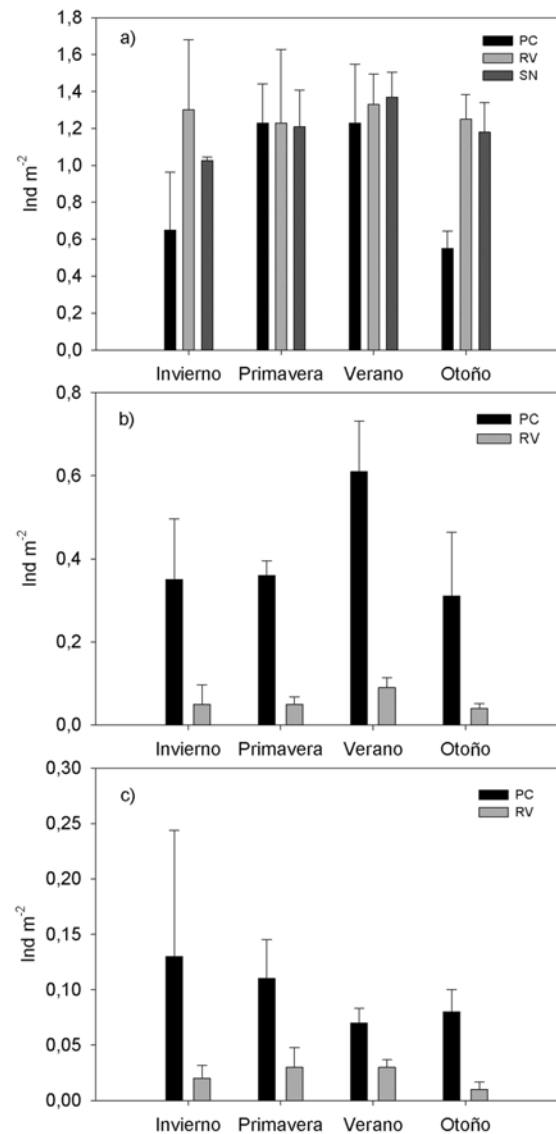 a)
PC
RV
SN
1,8
1,6
1,4
1,2
1,0
0,8
0,6
0,4
0,2
0,0
Ind m⁻²
Invierno Primavera Verano Otoño
b)
PC
RV
0,8
0,6
0,4
0,2
0,0
Ind m⁻²
Invierno Primavera Verano Otoño
c)
PC
RV
0,30
0,25
0,20
0,15
0,10
0,05
0,00
Ind m⁻²
Invierno Primavera Verano Otoño